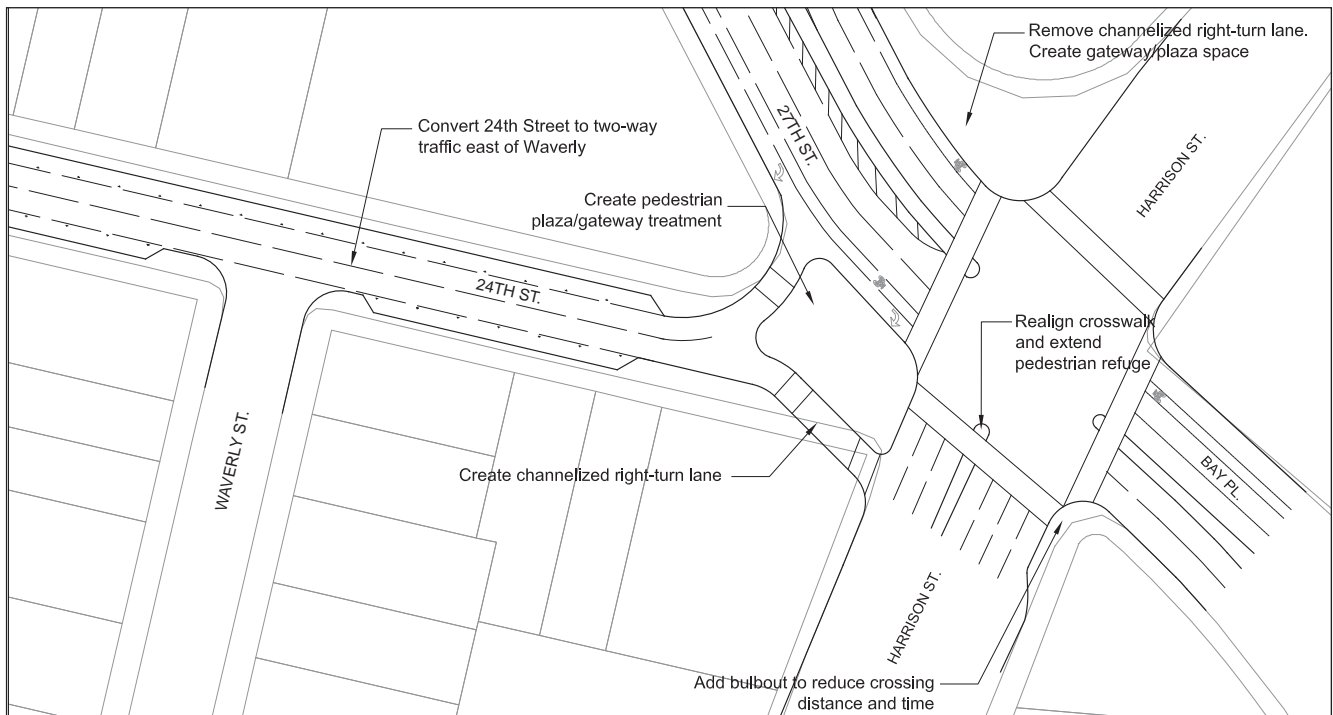 Remove channelized right-turn lane.
Create gateway/plaza space
Convert 24th Street to two-way
traffic east of Waverly
27TH ST.
HARRISON ST.
Create pedestrian
plaza/gateway treatment
24TH ST.
Realign crosswalk
and extend
pedestrian refuge
WAVERLY ST.
Create channelized right-turn lane
BAY PL.
HARRISON ST.
Add bulbout to reduce crossing
distance and time